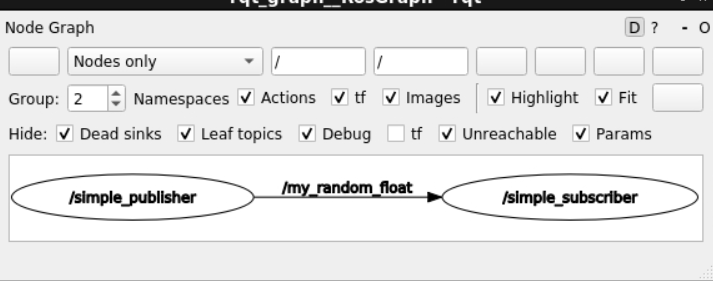 rqt_graph__RosGraph - rqt
Node Graph D ? - O
Nodes only / /
Group: 2 Namespaces Actions tf Images Highlight Fit
Hide: Dead sinks Leaf topics Debug tf Unreachable Params
/simple_publisher /my_random_float /simple_subscriber